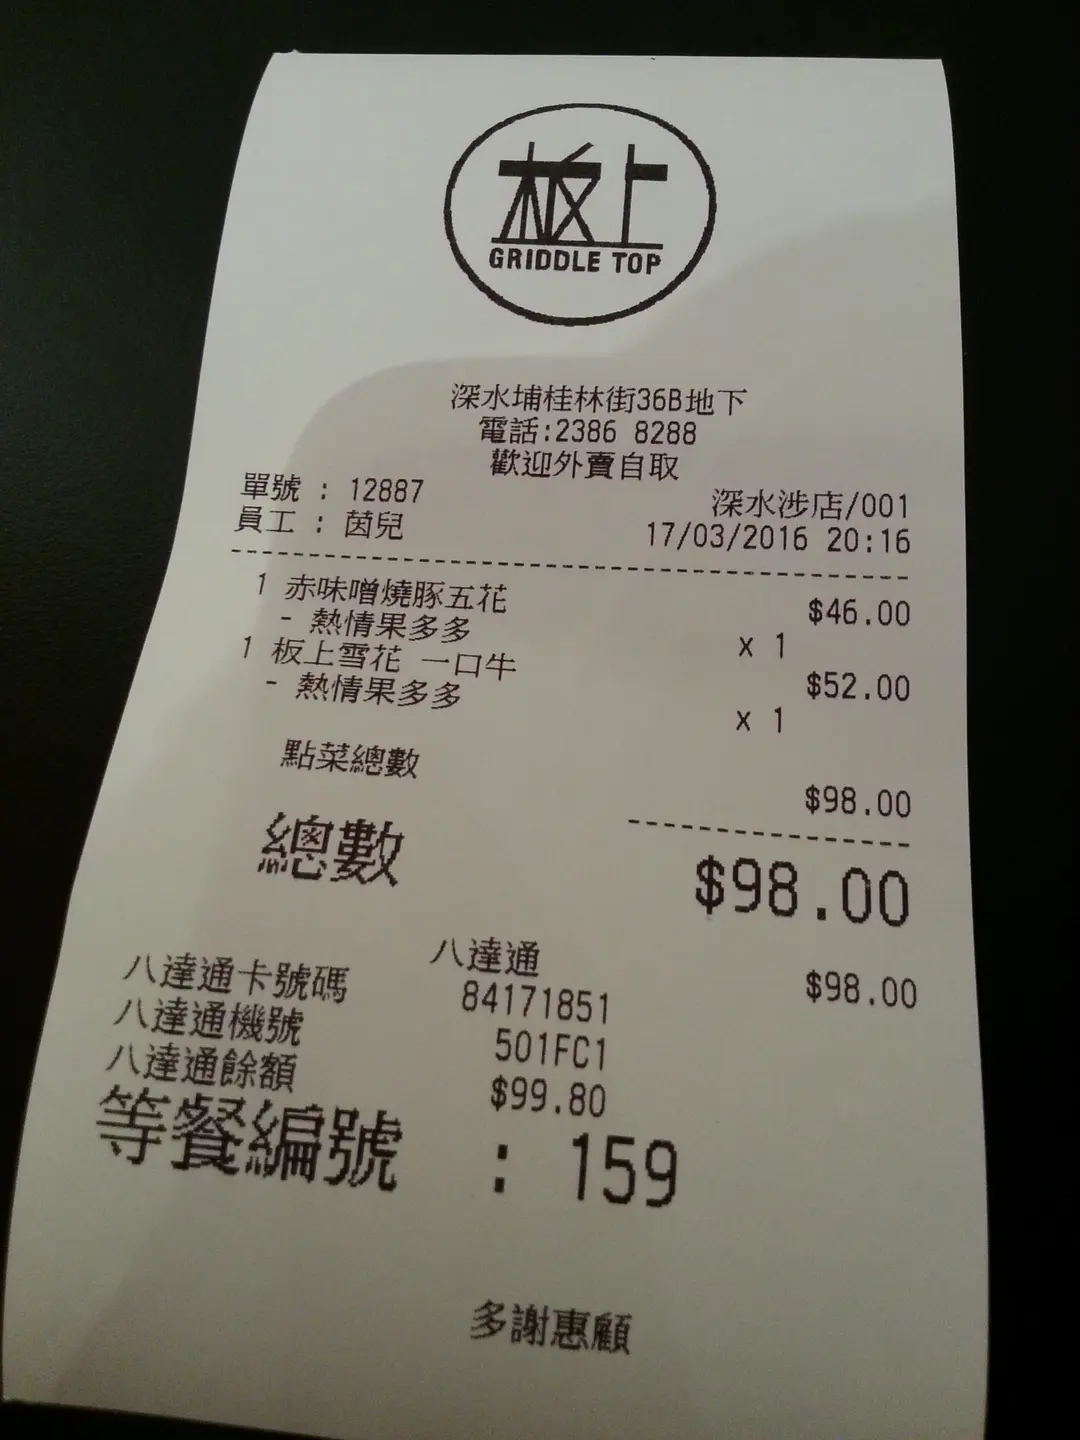 板上
GRIDDLE TOP
深水埔桂林街36B地下
電話:2386 8288
歡迎外賣自取
單號 : 12887
深水涉店/001
員工 : 茵兒
17/03/2016 20:16
1 赤味噌燒豚五花 $46.00
- 熱情果多多 x 1
1 板上雪花 一口牛 $52.00
- 熱情果多多 x 1
點菜總數 $98.00
總數 $98.00
八達通 $98.00
八達通卡號碼 84171851
八達通機號 501FC1
八達通餘額 $99.80
等餐編號 : 159
多謝惠顧